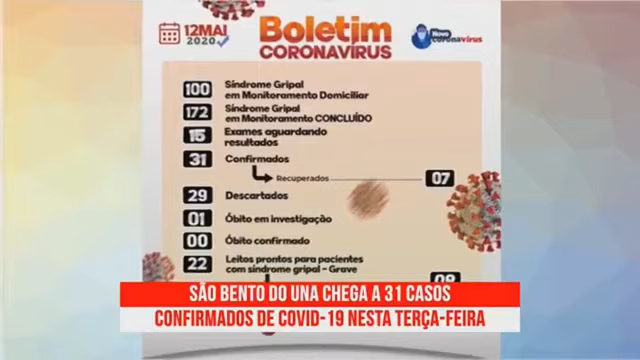 12MAI
2020
Boletim
CORONAVÍRUS
Novo
coronavírus
100 Síndrome Gripal
em Monitoramento Domiciliar
172 Síndrome Gripal
em Monitoramento CONCLUÍDO
15 Exames aguardando
resultados
31 Confirmados
Recuperados 07
29 Descartados
01 Óbito em investigação
00 Óbito confirmado
22 Leitos prontos para pacientes
com síndrome gripal - Grave
09
SÃO BENTO DO UNA CHEGA A 31 CASOS
CONFIRMADOS DE COVID-19 NESTA TERÇA-FEIRA